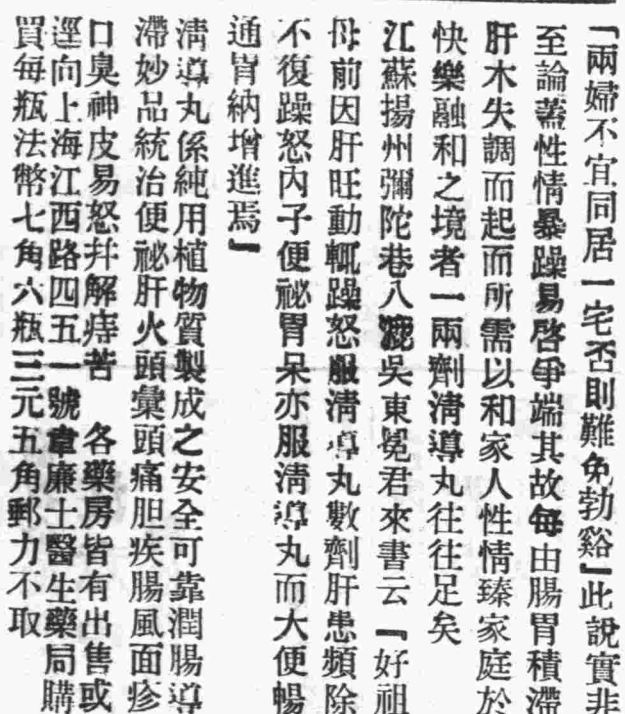 「兩婦不宜同居一宅否則難免勃谿」此說實非
至論蓋性情暴躁易啓爭端其故每由腸胃積滯
肝木失調而起而所需以和家人性情臻家庭於
快樂融和之境者一兩劑清導丸往往足矣
江蘇揚州彌陀巷八號吳東冕君來書云「好祖
母前因肝旺動輒躁怒服清導丸數劑肝患頻除
不復躁怒內子便祕胃呆亦服清導丸而大便暢
通胃納增進焉」
清導丸係純用植物質製成之安全可靠潤腸導
滯妙品統治便祕肝火頭彙頭痛胆疾腸風面疹
口臭神皮易怒幷解痔苦 各藥房皆有出售或
逕向上海江西路四五一號韋廉士醫生藥局購
買每瓶法幣七角六瓶三元五角郵力不取